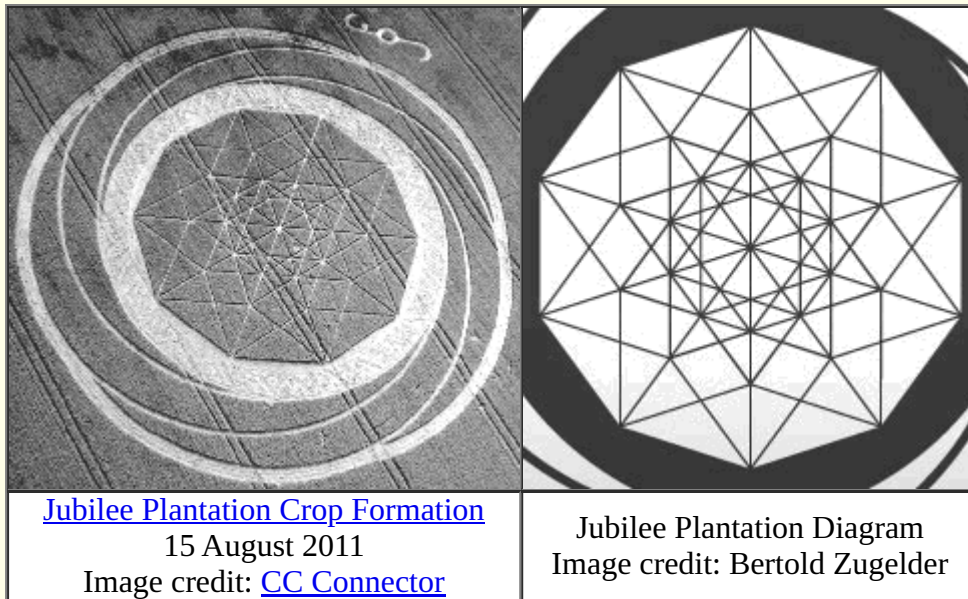 Jubilee Plantation Crop Formation
15 August 2011
Image credit: CC Connector
Jubilee Plantation Diagram
Image credit: Bertold Zugelder